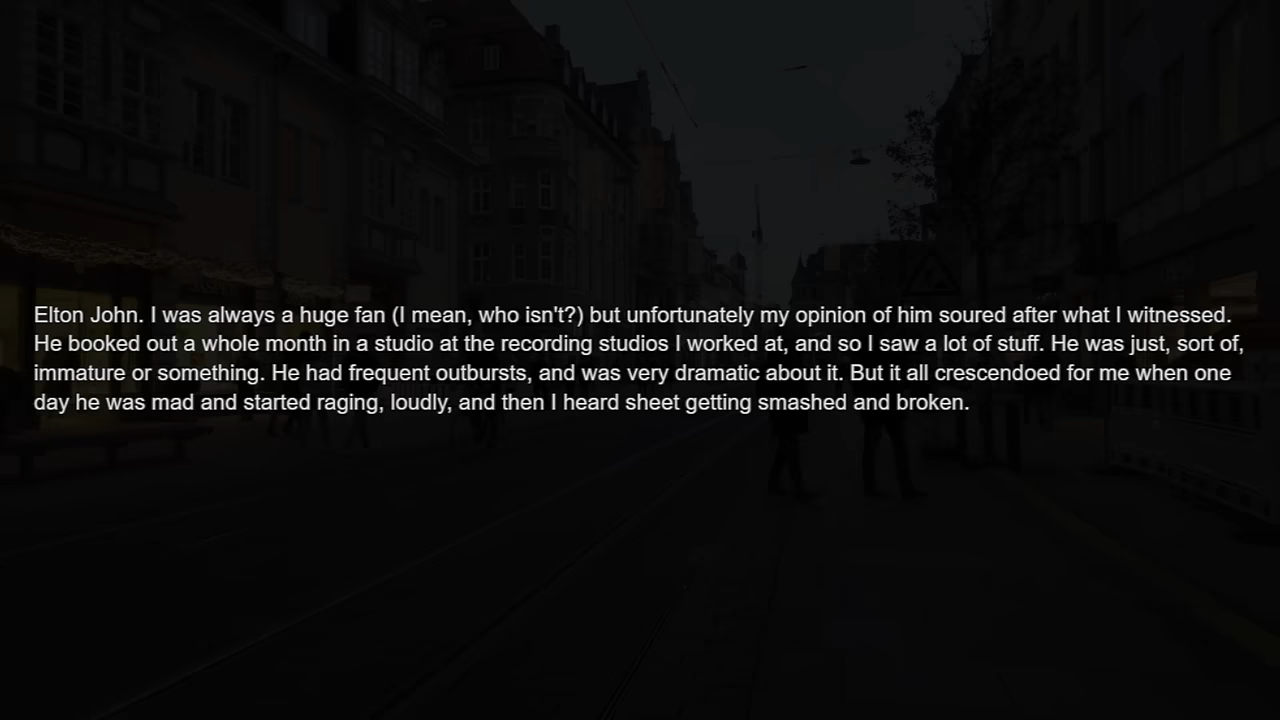 Elton John. I was always a huge fan (I mean, who isn't?) but unfortunately my opinion of him soured after what I witnessed.
He booked out a whole month in a studio at the recording studios I worked at, and so I saw a lot of stuff. He was just, sort of,
immature or something. He had frequent outbursts, and was very dramatic about it. But it all crescendoed for me when one
day he was mad and started raging, loudly, and then I heard sheet getting smashed and broken.